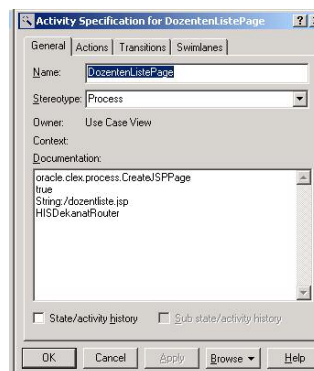 Activity Specification for DozentenListePage
General Actions Transitions Swimlanes
Name: DozentenListePage
Stereotype: Process
Owner: Use Case View
Context:
Documentation:
oracle.clex.process.CreateJSPPage
true
String:/dozentliste.jsp
HISDekanatRouter
State/activity history Sub state/activity history
OK Cancel Apply Browse Help